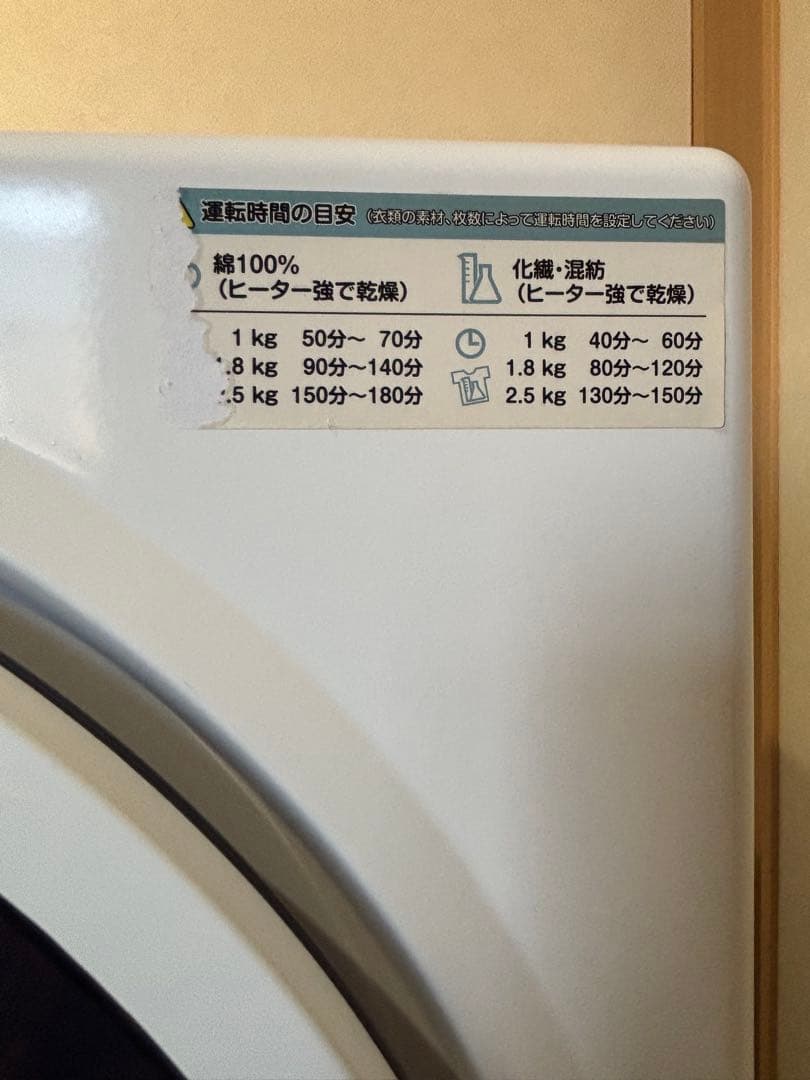 運転時間の目安 (衣類の素材、枚数によって運転時間を設定してください)
綿100%
(ヒーター強で乾燥)
1 kg 50分〜 70分
.8 kg 90分〜140分
.5 kg 150分〜180分
化繊・混紡
(ヒーター強で乾燥)
1 kg 40分〜 60分
1.8 kg 80分〜120分
2.5 kg 130分〜150分